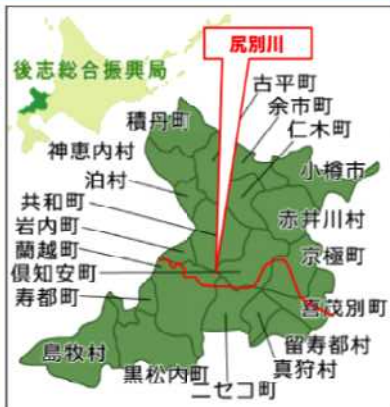 尻別川
後志総合振興局
古平町
余市町
仁木町
積丹町
神恵内村
小樽市
泊村
共和町
赤井川村
岩内町
蘭越町
京極町
倶知安町
寿都町
喜茂別町
島牧村
留寿都村
黒松内町
真狩村
ニセコ町